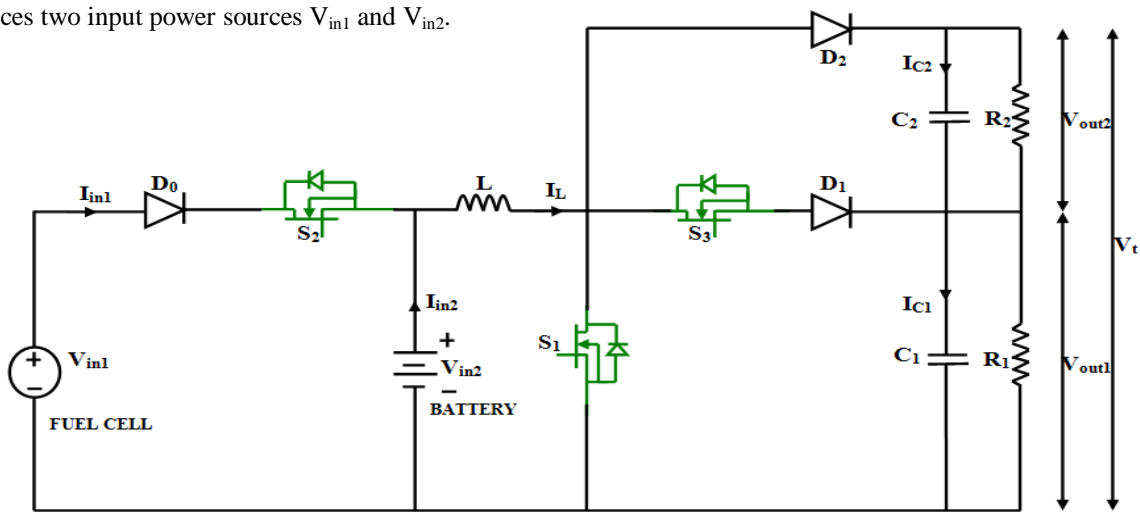 ces two input power sources Vin1 and Vin2.
D2
IC2
C2
R2
Vout2
Iin1
D0
S2
L
IL
S3
D1
Vt
Iin2
IC1
+
Vin1
−
+
Vin2
−
S1
C1
R1
Vout1
BATTERY
FUEL CELL